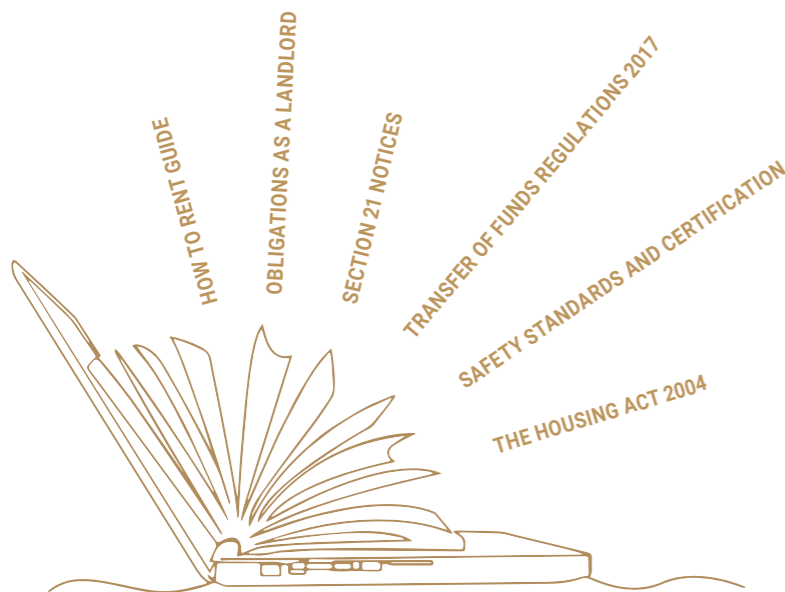 HOW TO RENT GUIDE
OBLIGATIONS AS A LANDLORD
SECTION 21 NOTICES
TRANSFER OF FUNDS REGULATIONS 2017
SAFETY STANDARDS AND CERTIFICATION
THE HOUSING ACT 2004